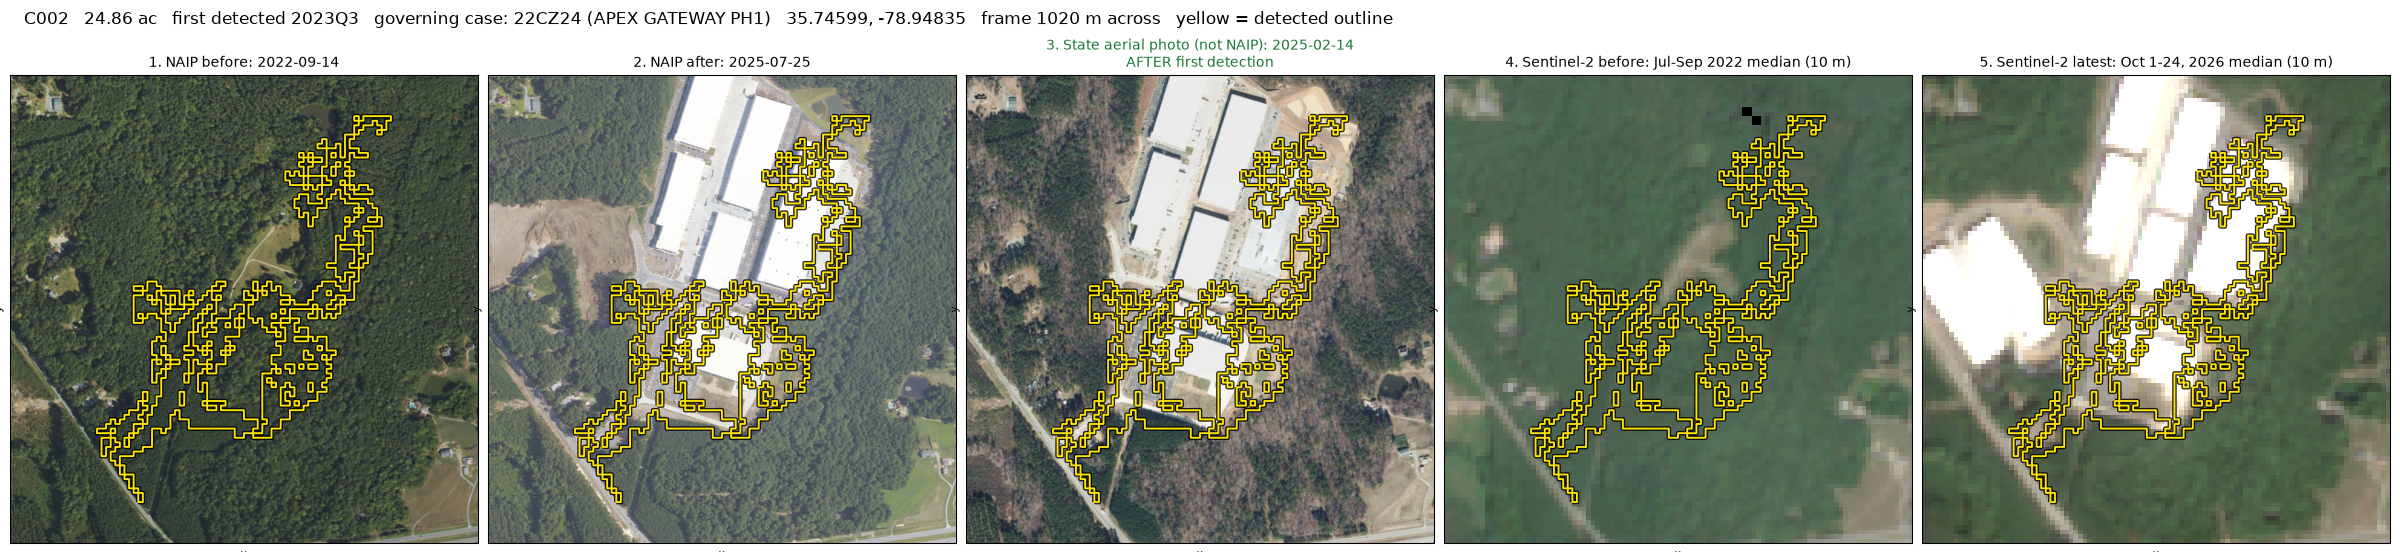 C002   24.86 ac   first detected 2023Q3   governing case: 22CZ24 (APEX GATEWAY PH1)   35.74599, -78.94835   frame 1020 m across   yellow = detected outline
1. NAIP before: 2022-09-14
2. NAIP after: 2025-07-25
3. State aerial photo (not NAIP): 2025-02-14
AFTER first detection
4. Sentinel-2 before: Jul-Sep 2022 median (10 m)
5. Sentinel-2 latest: Oct 1-24, 2026 median (10 m)